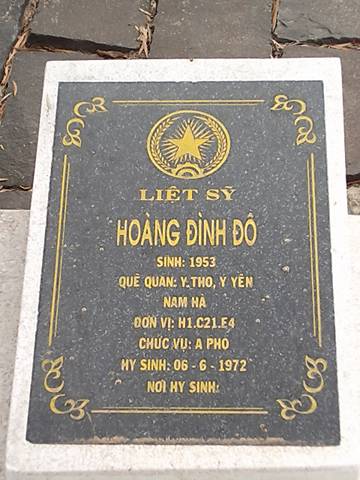 LIỆT SỸ
HOÀNG ĐÌNH ĐÔ
SINH: 1953
QUÊ QUÁN: Y.THO, Ý YÊN
NAM HÀ
ĐƠN VỊ: H1.C21.E4
CHỨC VỤ: A PHÓ
HY SINH: 06 - 6 - 1972
NƠI HY SINH: